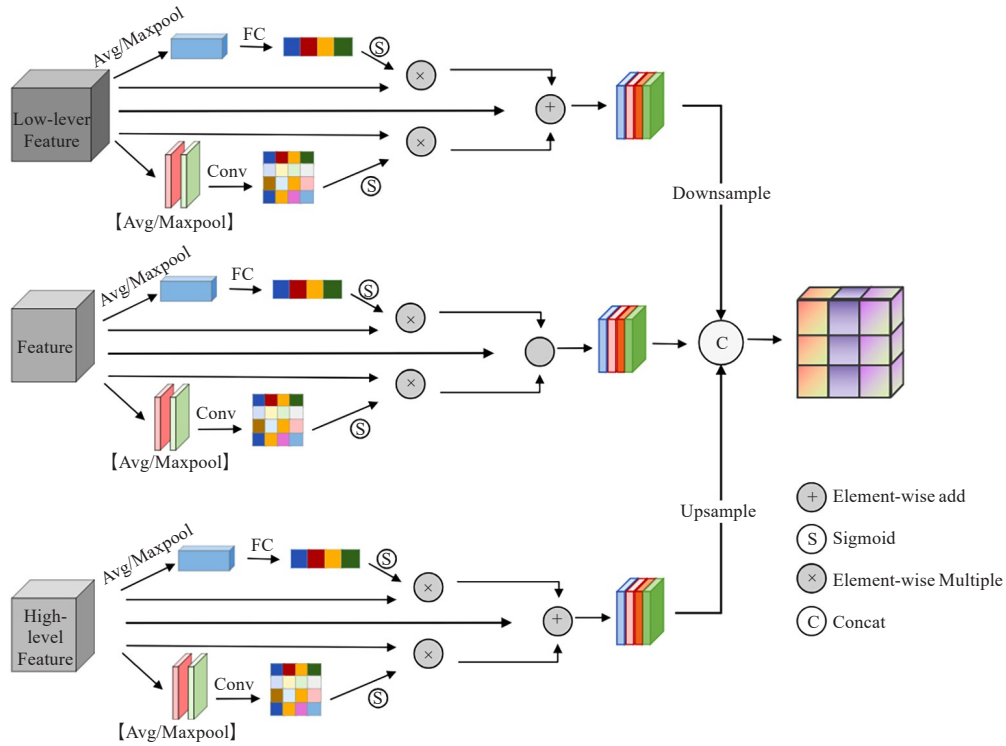 Avg/Maxpool
FC
S
×
Low-lever
Feature
+
×
Conv
S
【Avg/Maxpool】
Downsample
Avg/Maxpool
FC
S
×
Feature
C
×
Conv
S
【Avg/Maxpool】
Upsample
+ Element-wise add
S Sigmoid
× Element-wise Multiple
C Concat
Avg/Maxpool
FC
S
×
High-
level
Feature
+
×
Conv
S
【Avg/Maxpool】